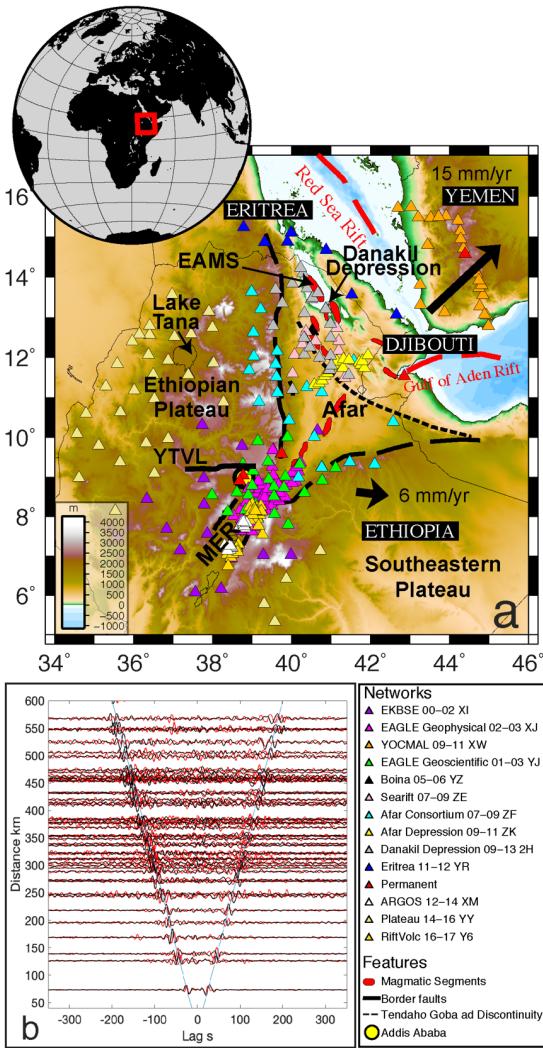 16
14
12
10
8
6
15 mm/yr
YEMEN
Red Sea Rift
ERITREA
EAMS
Danakil
Depression
Lake
Tana
DJIBOUTI
Gulf of Aden Rift
Ethiopian
Plateau
Afar
YTVL
6 mm/yr
MER
ETHIOPIA
Southeastern
Plateau
m
4000
3500
3000
2500
2000
1500
1000
500
0
−500
−1000
a
34°
36°
38°
40°
42°
44°
46°
600
550
500
450
400
350
300
250
200
150
100
50
Distance km
b
-300 -200 -100 0 100 200 300
Lag s
Networks
EKBSE 00−02 XI
EAGLE Geophysical 02−03 XJ
YOCMAL 09−11 XW
EAGLE Geoscientific 01−03 YJ
Boina 05−06 YZ
Searift 07−09 ZE
Afar Consortium 07−09 ZF
Afar Depression 09−11 ZK
Danakil Depression 09−13 2H
Eritrea 11−12 YR
Permanent
ARGOS 12−14 XM
Plateau 14−16 YY
RiftVolc 16−17 Y6
Features
Magmatic Segments
Border faults
Tendaho Goba ad Discontinuity
Addis Ababa